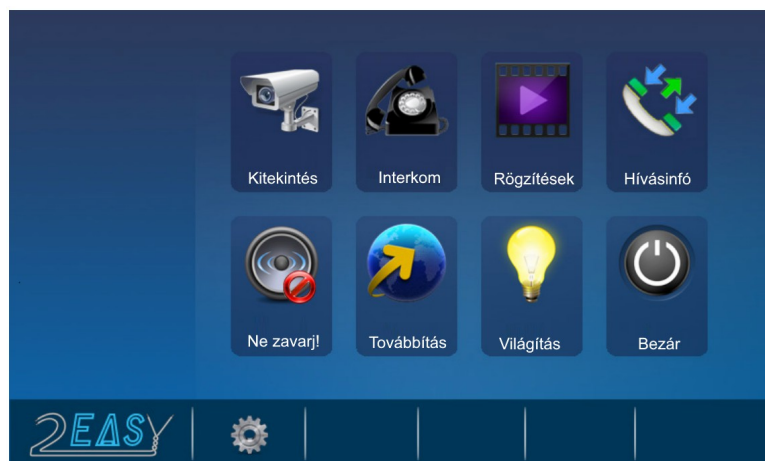 Kitekintés
Interkom
Rögzítések
Hívásinfó
Ne zavarj!
Továbbítás
Világítás
Bezár
2EASY